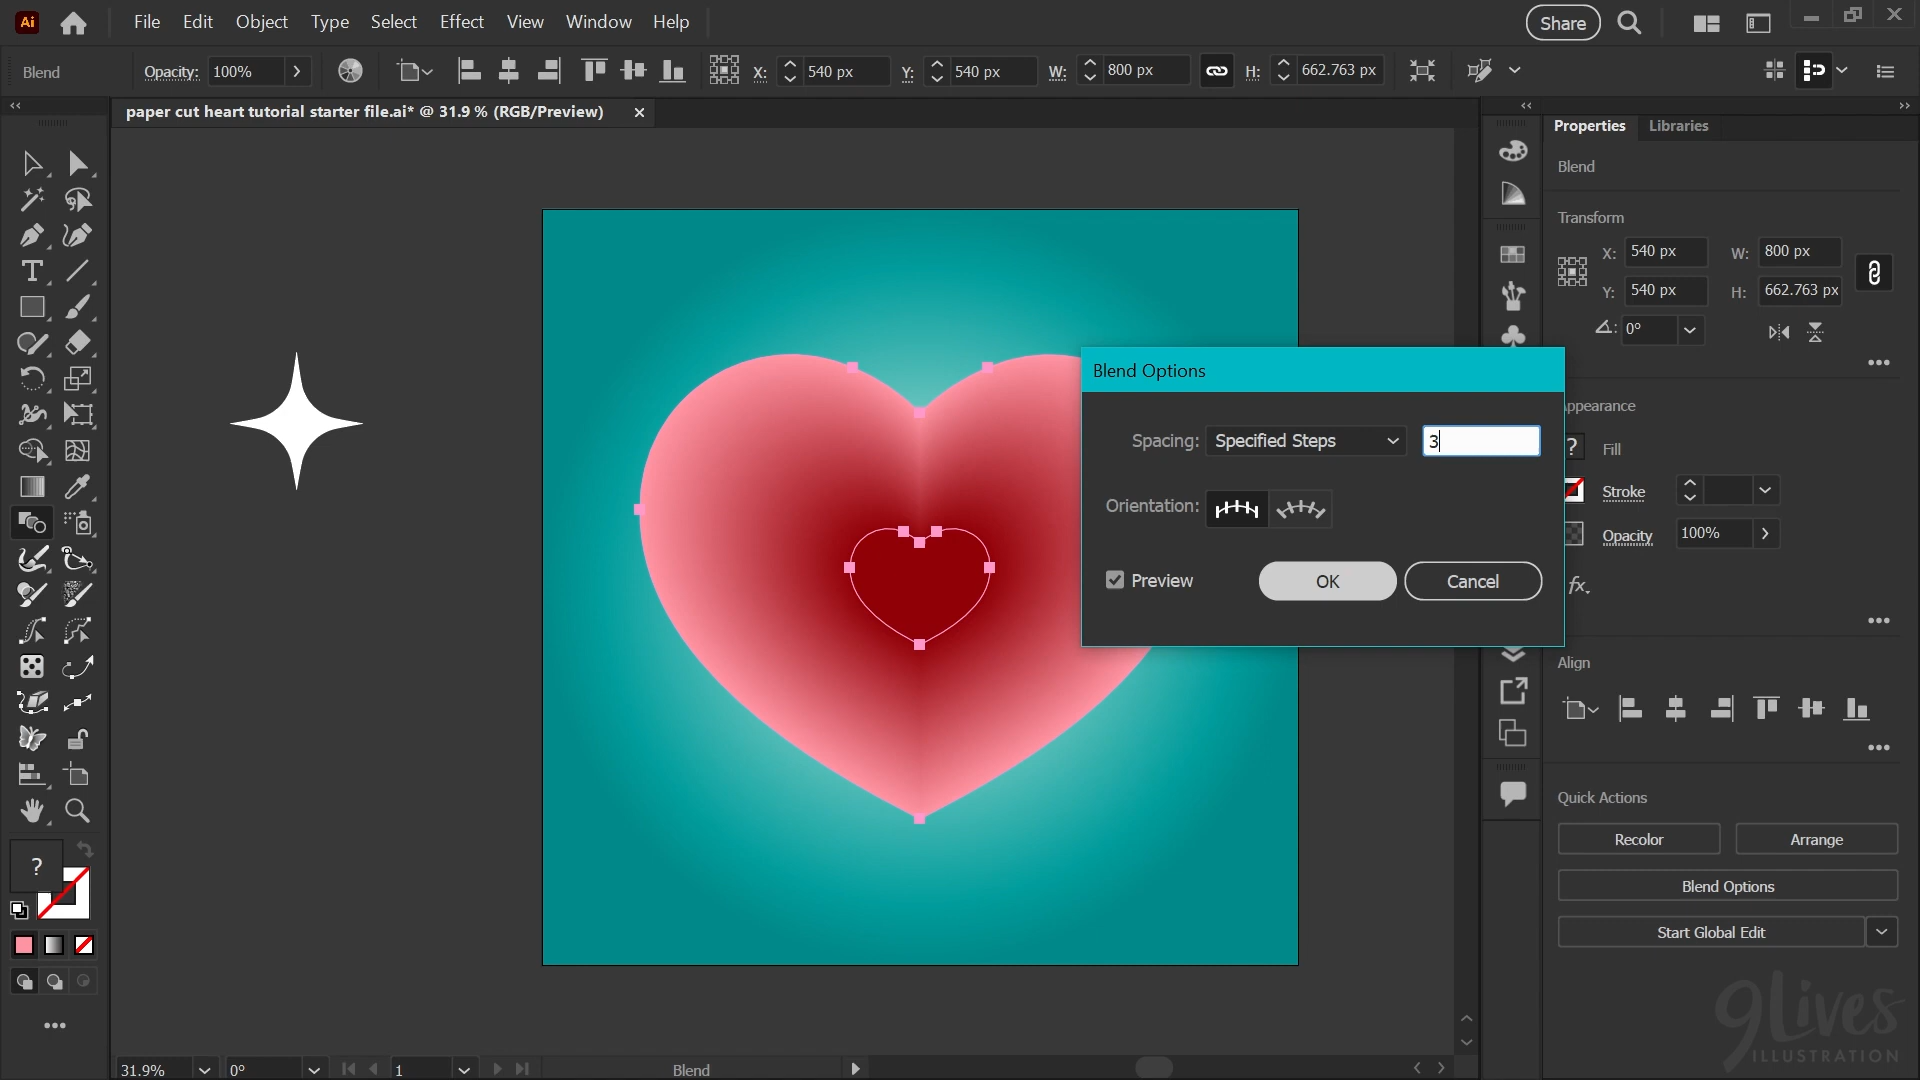 Ai File Edit Object Type Select Effect View Window Help Share
Blend Opacity: 100% X: 540 px Y: 540 px W: 800 px H: 662.763 px
paper cut heart tutorial starter file.ai* @ 31.9 % (RGB/Preview)
Properties Libraries
Blend
Transform
X: 540 px W: 800 px
Y: 540 px H: 662.763 px
0°
Blend Options
Spacing: Specified Steps 3
Orientation:
Preview OK Cancel
ppearance
? Fill
Stroke
Opacity 100%
fx.
Align
Quick Actions
Recolor Arrange
Blend Options
Start Global Edit
?
9Lives
ILLUSTRATION
31.9% 0° 1 Blend